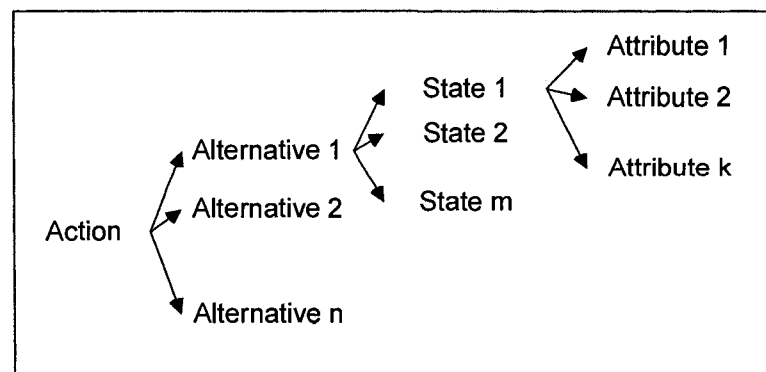 Action
Alternative 1
Alternative 2
Alternative n
State 1
State 2
State m
Attribute 1
Attribute 2
Attribute k